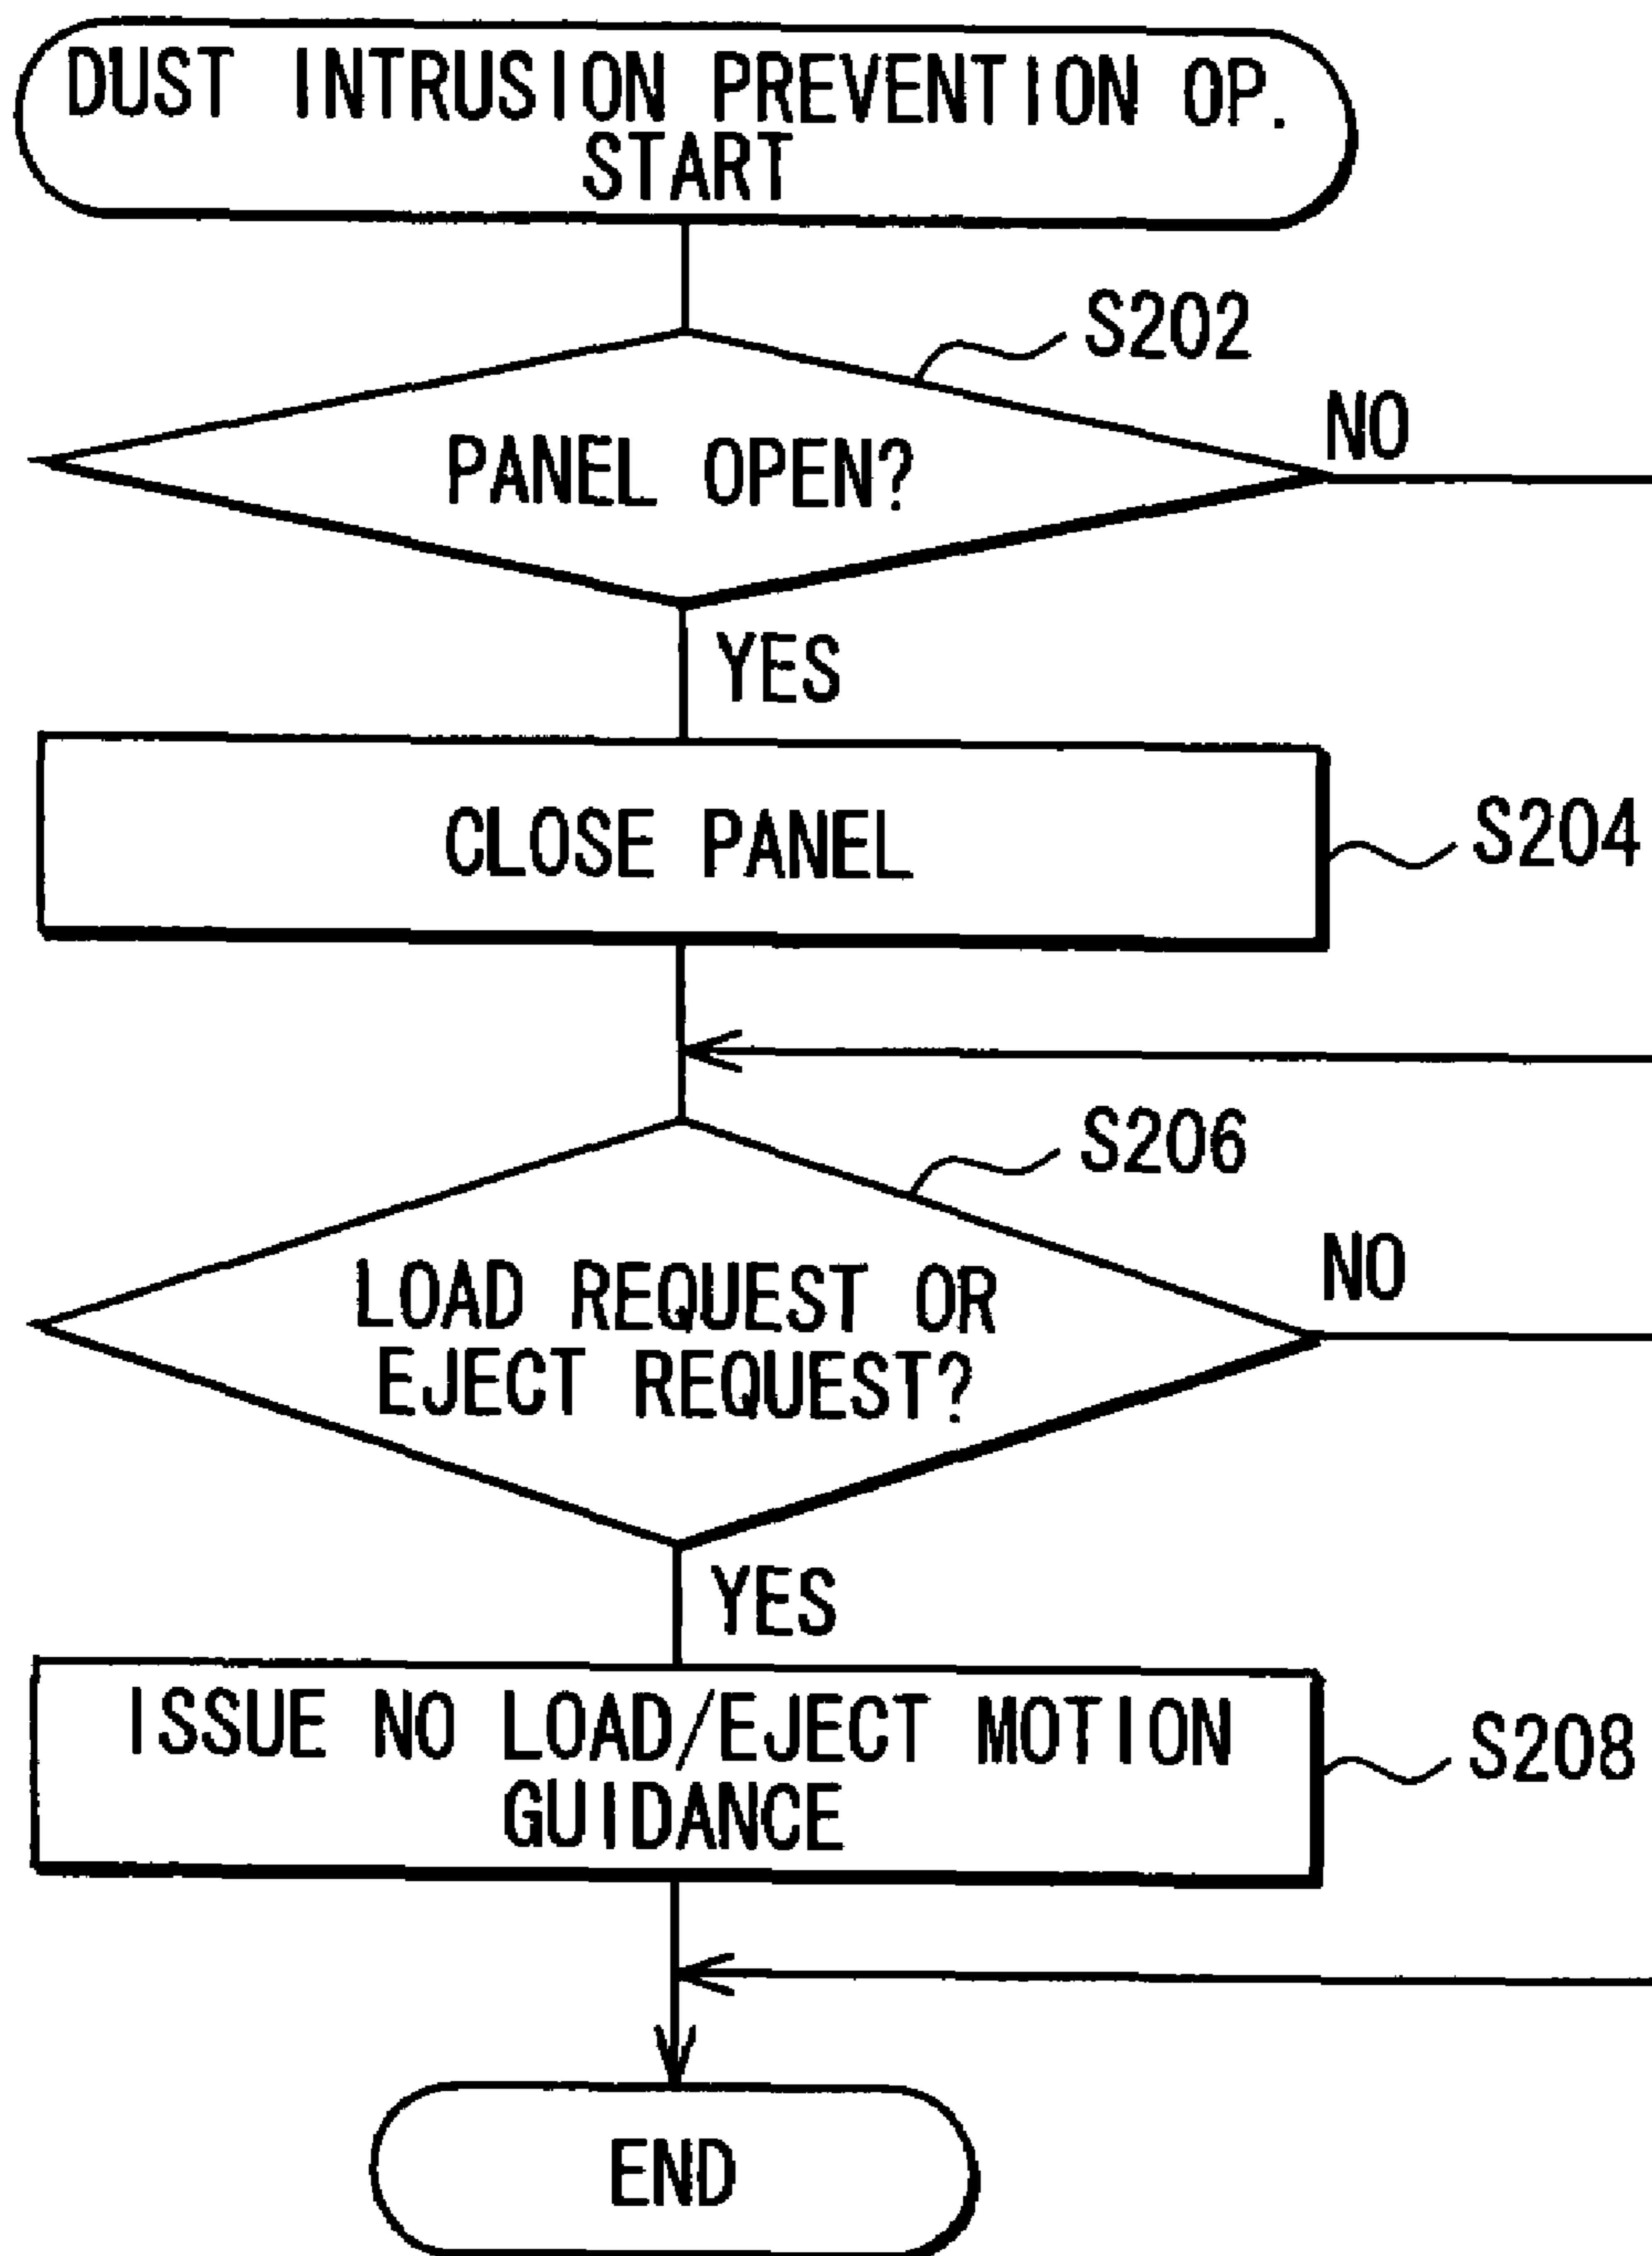 DUST INTRUSION PREVENTION OP.
START
S202
PANEL OPEN?
NO
YES
CLOSE PANEL
S204
S206
LOAD REQUEST OR
EJECT REQUEST?
NO
YES
ISSUE NO LOAD/EJECT MOTION
GUIDANCE
S208
END